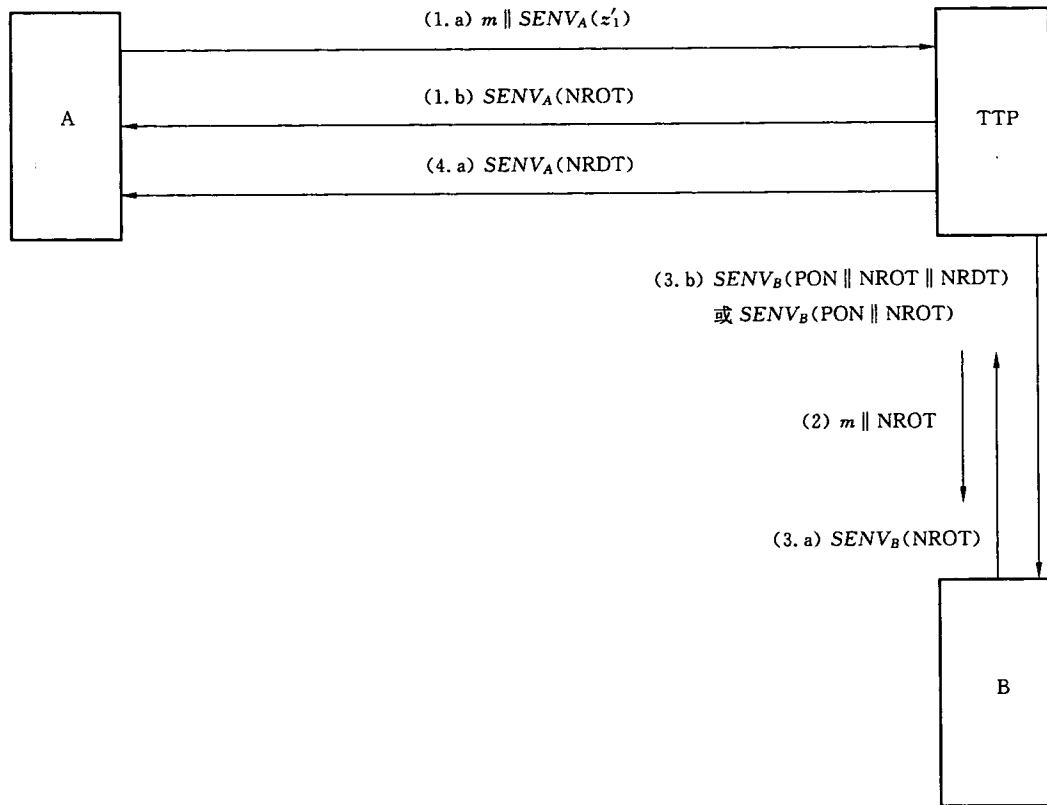 (1.a) m ‖ SENV_A(z′_1)
(1.b) SENV_A(NROT)
A
TTP
(4.a) SENV_A(NRDT)
(3.b) SENV_B(PON ‖ NROT ‖ NRDT)
或 SENV_B(PON ‖ NROT)
(2) m ‖ NROT
(3.a) SENV_B(NROT)
B